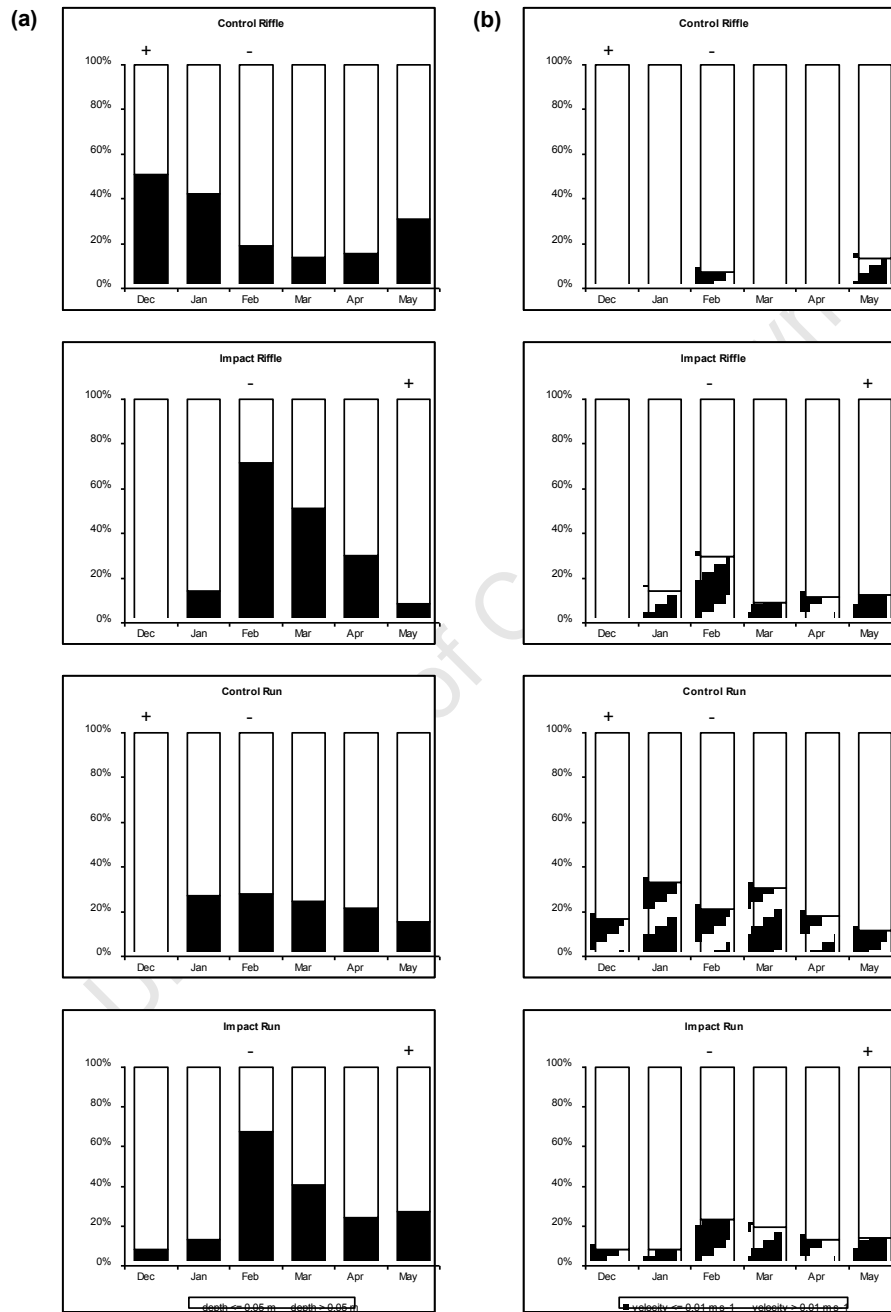 (a)
Control Riffle
+ -
100%
80%
60%
40%
20%
0%
Dec Jan Feb Mar Apr May
Impact Riffle
- +
100%
80%
60%
40%
20%
0%
Dec Jan Feb Mar Apr May
Control Run
+ -
100%
80%
60%
40%
20%
0%
Dec Jan Feb Mar Apr May
Impact Run
- +
100%
80%
60%
40%
20%
0%
Dec Jan Feb Mar Apr May
depth <= 0.05 m depth > 0.05 m
(b)
Control Riffle
+ -
100%
80%
60%
40%
20%
0%
Dec Jan Feb Mar Apr May
Impact Riffle
- +
100%
80%
60%
40%
20%
0%
Dec Jan Feb Mar Apr May
Control Run
+ -
100%
80%
60%
40%
20%
0%
Dec Jan Feb Mar Apr May
Impact Run
- +
100%
80%
60%
40%
20%
0%
Dec Jan Feb Mar Apr May
velocity <= 0.01 m s-1 velocity > 0.01 m s-1